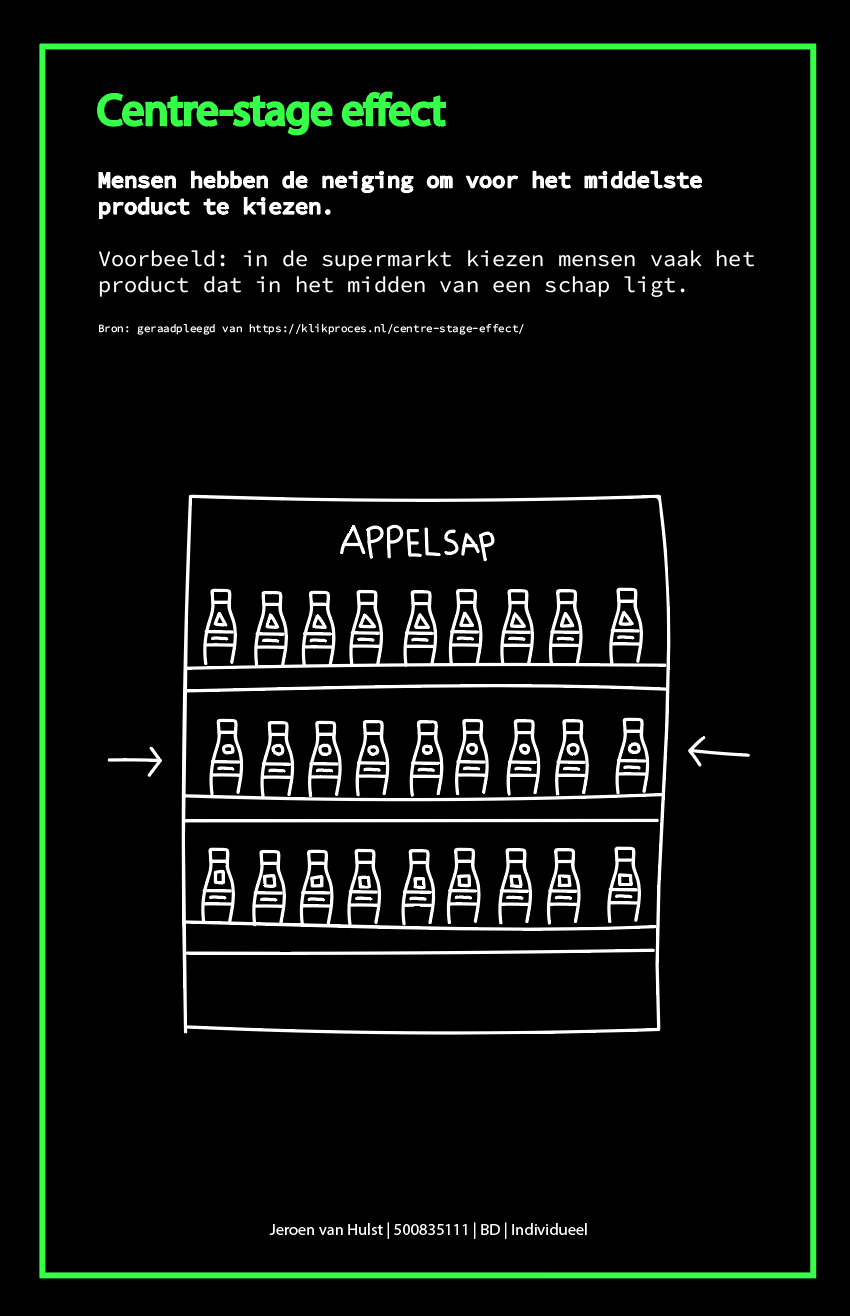 Centre-stage effect
Mensen hebben de neiging om voor het middelste
product te kiezen.
Voorbeeld: in de supermarkt kiezen mensen vaak het
product dat in het midden van een schap ligt.
Bron: geraadpleegd van https://klikproces.nl/centre-stage-effect/
APPELSAP
Jeroen van Hulst | 500835111 | BD | Individueel